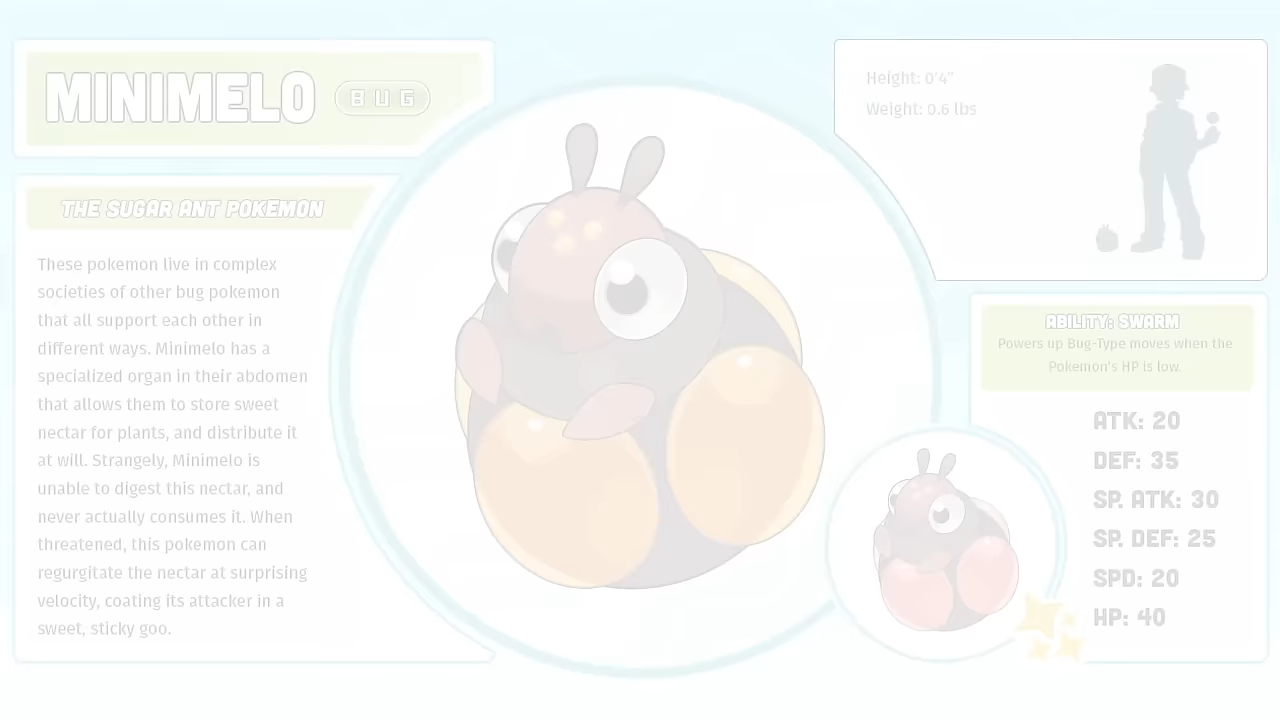 MINIMELO
BUG
THE SUGAR ANT POKEMON
These pokemon live in complex
societies of other bug pokemon
that all support each other in
different ways. Minimelo has a
specialized organ in their abdomen
that allows them to store sweet
nectar for plants, and distribute it
at will. Strangely, Minimelo is
unable to digest this nectar, and
never actually consumes it. When
threatened, this pokemon can
regurgitate the nectar at surprising
velocity, coating its attacker in a
sweet, sticky goo.
Height: 0'4"
Weight: 0.6 lbs
ABILITY: SWARM
Powers up Bug-Type moves when the
Pokemon's HP is low.
ATK: 20
DEF: 35
SP. ATK: 30
SP. DEF: 25
SPD: 20
HP: 40